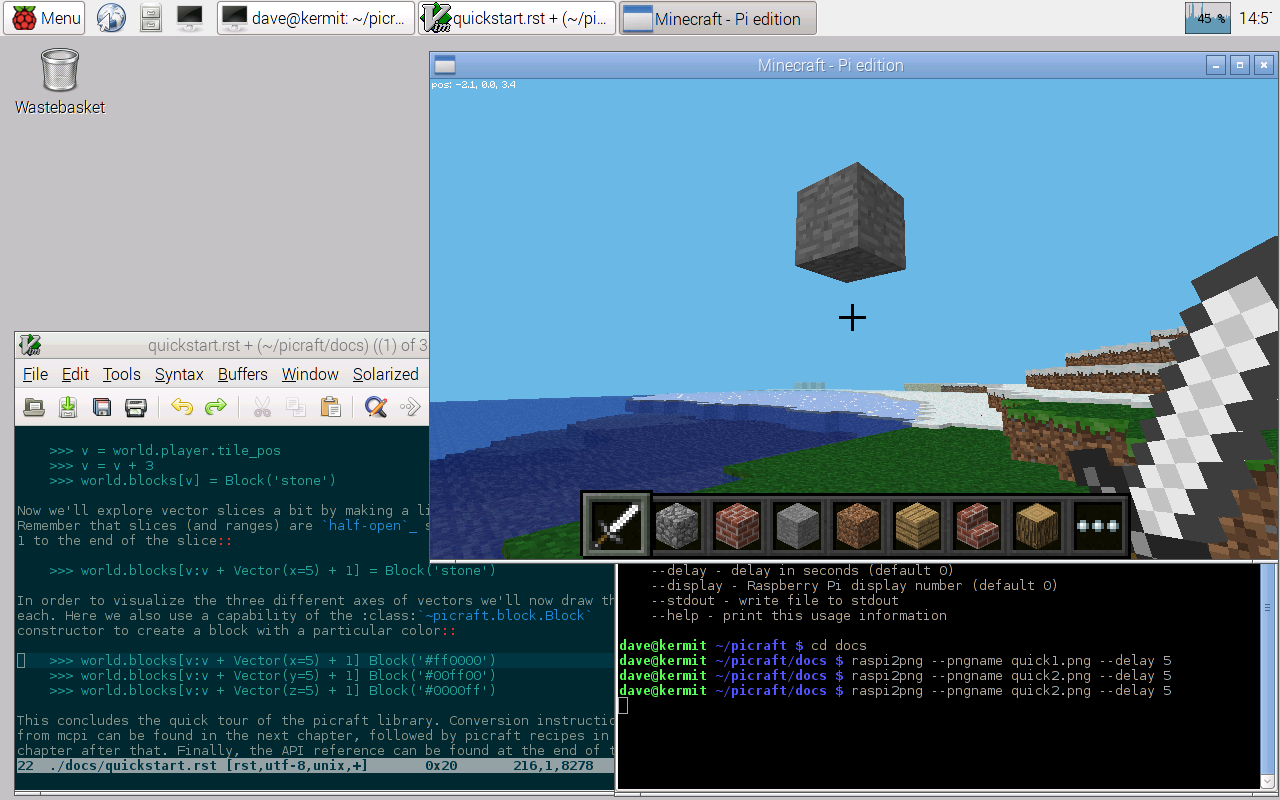 Menu
dave@kermit: ~/picr...
quickstart.rst + (~/pi...
Minecraft - Pi edition
45 %
14:5
Wastebasket
Minecraft - Pi edition
pos: -2.1, 0.0, 3.4
quickstart.rst + (~/picraft/docs) ((1) of 3
File Edit Tools Syntax Buffers Window Solarized
>>> v = world.player.tile_pos
>>> v = v + 3
>>> world.blocks[v] = Block('stone')
Now we'll explore vector slices a bit by making a li
Remember that slices (and ranges) are `half-open`_ s
1 to the end of the slice::
>>> world.blocks[v:v + Vector(x=5) + 1] = Block('stone')
In order to visualize the three different axes of vectors we'll now draw th
each. Here we also use a capability of the :class:`~picraft.block.Block`
constructor to create a block with a particular color::
>>> world.blocks[v:v + Vector(x=5) + 1] Block('#ff0000')
>>> world.blocks[v:v + Vector(y=5) + 1] Block('#00ff00')
>>> world.blocks[v:v + Vector(z=5) + 1] Block('#0000ff')
This concludes the quick tour of the picraft library. Conversion instructio
from mcpi can be found in the next chapter, followed by picraft recipes in
chapter after that. Finally, the API reference can be found at the end of t
22 ./docs/quickstart.rst [rst,utf-8,unix,+] 0x20 216,1,8278
--delay - delay in seconds (default 0)
--display - Raspberry Pi display number (default 0)
--stdout - write file to stdout
--help - print this usage information
dave@kermit ~/picraft $ cd docs
dave@kermit ~/picraft/docs $ raspi2png --pngname quick1.png --delay 5
dave@kermit ~/picraft/docs $ raspi2png --pngname quick2.png --delay 5
dave@kermit ~/picraft/docs $ raspi2png --pngname quick2.png --delay 5